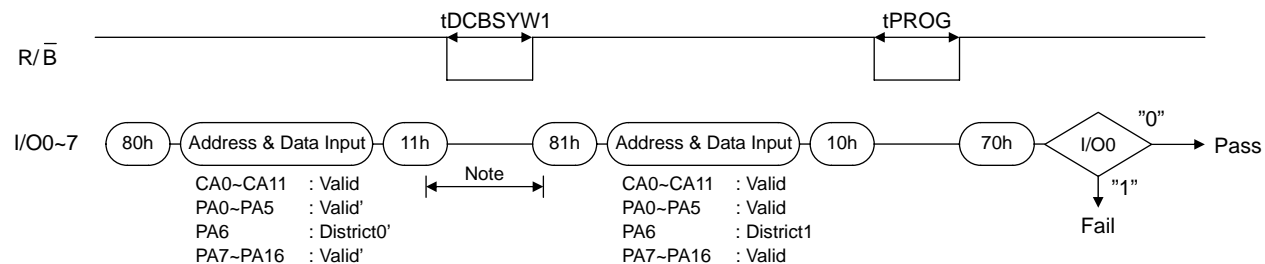 tDCBSYW1
tPROG
R/B̅
I/O0~7
80h
Address & Data Input
11h
81h
Address & Data Input
10h
70h
I/O0
"0"
Pass
"1"
Fail
Note
CA0~CA11 : Valid
PA0~PA5 : Valid’
PA6 : District0’
PA7~PA16 : Valid’
CA0~CA11 : Valid
PA0~PA5 : Valid
PA6 : District1
PA7~PA16 : Valid